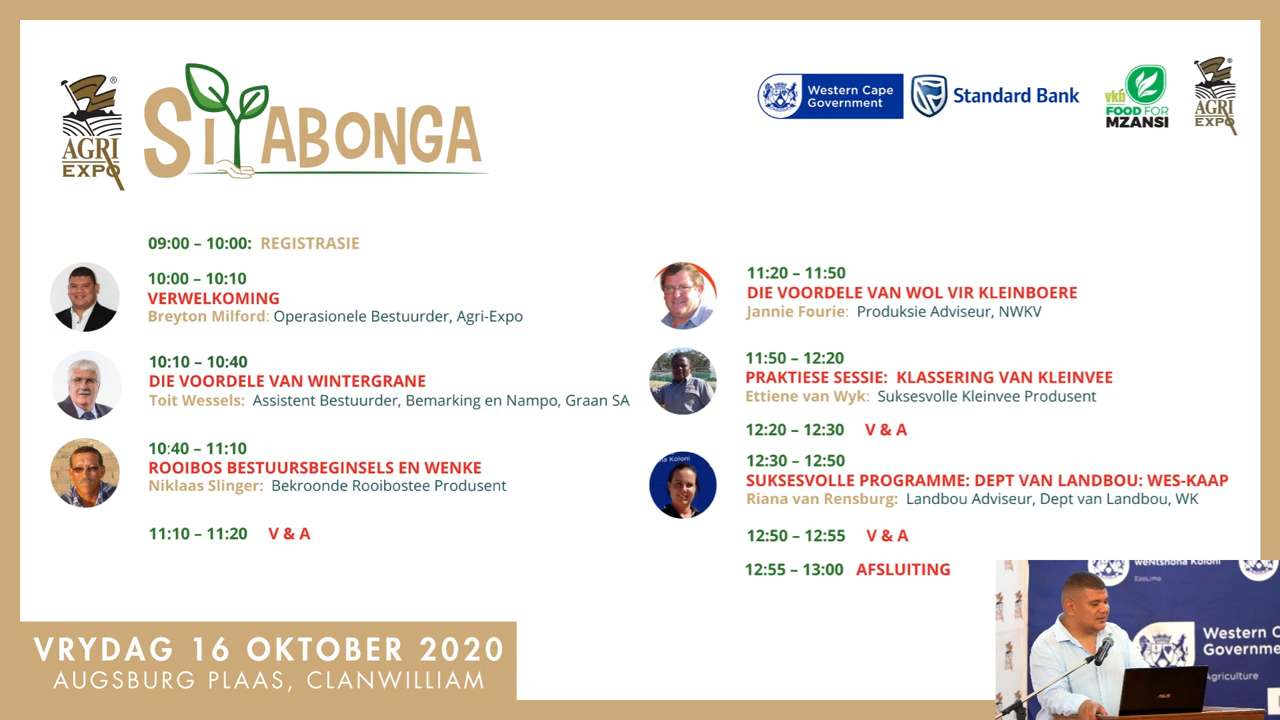 AGRI
EXPO
®
SIYABONGA
Western Cape
Government
Standard Bank
vkb
FOOD FOR
MZANSI
AGRI
EXPO
09:00 – 10:00: REGISTRASIE
10:00 – 10:10
VERWELKOMING
Breyton Milford: Operasionele Bestuurder, Agri-Expo
10:10 – 10:40
DIE VOORDELE VAN WINTERGRANE
Toit Wessels: Assistent Bestuurder, Bemarking en Nampo, Graan SA
10:40 – 11:10
ROOIBOS BESTUURSBEGINSELS EN WENKE
Niklaas Slinger: Bekroonde Rooibostee Produsent
11:10 – 11:20 V & A
11:20 – 11:50
DIE VOORDELE VAN WOL VIR KLEINBOERE
Jannie Fourie: Produksie Adviseur, NWKV
11:50 – 12:20
PRAKTIESE SESSIE: KLASSERING VAN KLEINVEE
Ettiene van Wyk: Suksesvolle Kleinvee Produsent
12:20 – 12:30 V & A
12:30 – 12:50
SUKSESVOLLE PROGRAMME: DEPT VAN LANDBOU: WES-KAAP
Riana van Rensburg: Landbou Adviseur, Dept van Landbou, WK
12:50 – 12:55 V & A
12:55 – 13:00 AFSLUITING
VRYDAG 16 OKTOBER 2020
AUGSBURG PLAAS, CLANWILLIAM
weNtshona Koloni
EzoLimo
Western C
Governme
Agriculture
ASUS